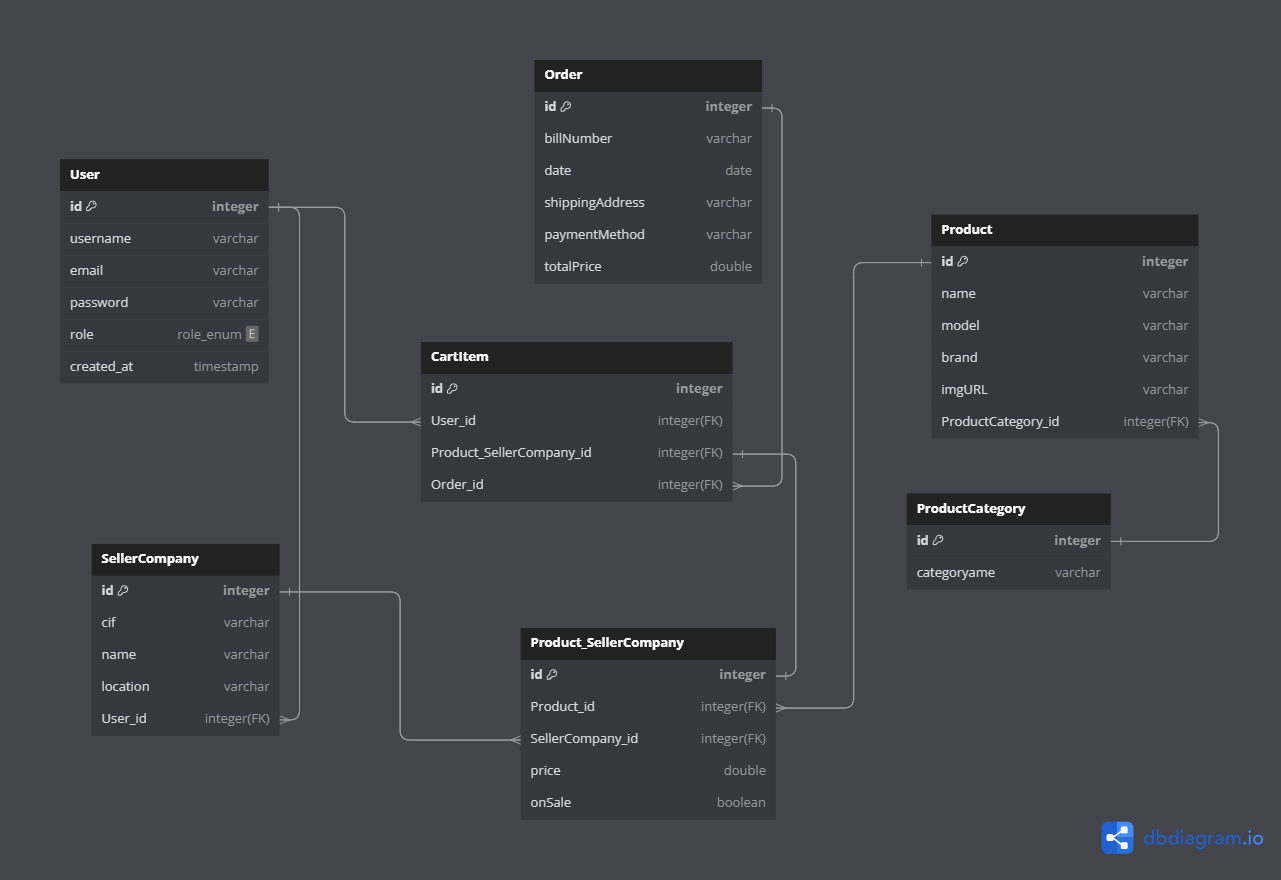 Order
id integer
billNumber varchar
date date
shippingAddress varchar
paymentMethod varchar
totalPrice double
User
id integer
username varchar
email varchar
password varchar
role role_enum E
created_at timestamp
Product
id integer
name varchar
model varchar
brand varchar
imgURL varchar
ProductCategory_id integer(FK)
CartItem
id integer
User_id integer(FK)
Product_SellerCompany_id integer(FK)
Order_id integer(FK)
ProductCategory
id integer
categoryame varchar
SellerCompany
id integer
cif varchar
name varchar
location varchar
User_id integer(FK)
Product_SellerCompany
id integer
Product_id integer(FK)
SellerCompany_id integer(FK)
price double
onSale boolean
dbdiagram.io